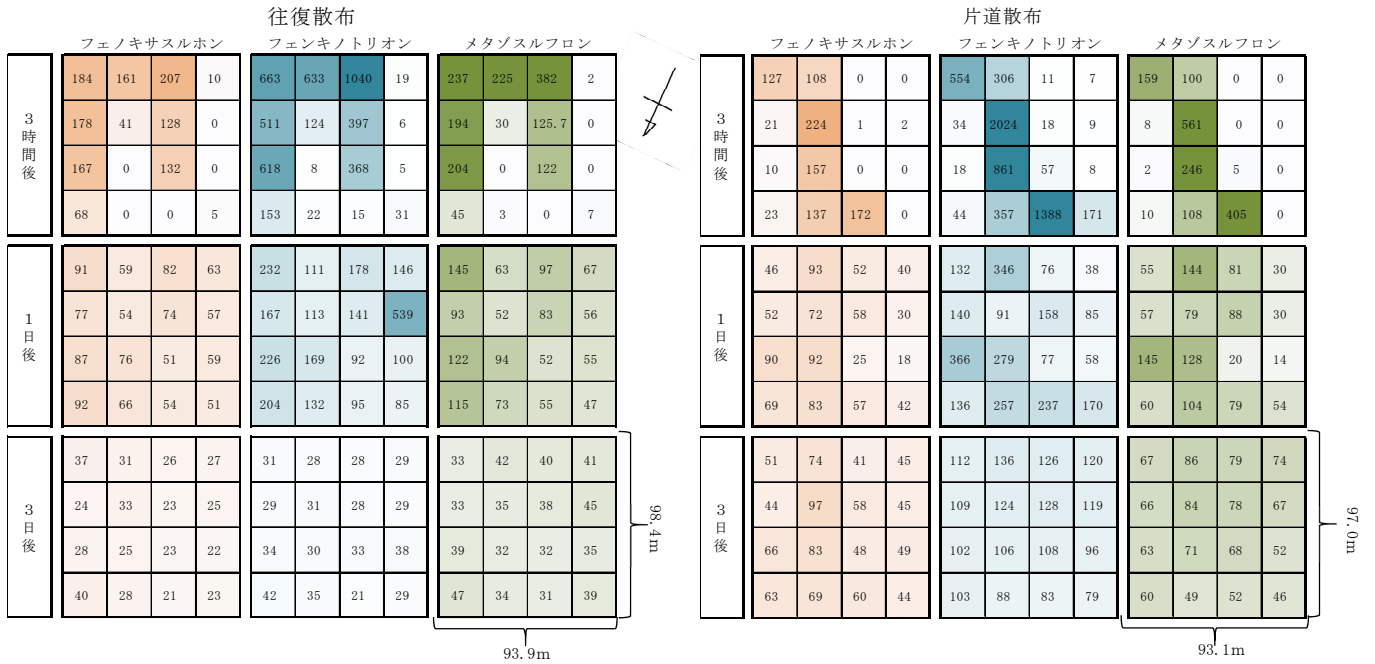 往復散布 片道散布
フェノキサスルホン フェンキノトリオン メタゾスルフロン フェノキサスルホン フェンキノトリオン メタゾスルフロン
3時間後 184 161 207 10 663 633 1040 19 237 225 382 2 3時間後 127 108 0 0 554 306 11 7 159 100 0 0
178 41 128 0 511 124 397 6 194 30 125.7 0 21 224 1 2 34 2024 18 9 8 561 0 0
167 0 132 0 618 8 368 5 204 0 122 0 10 157 0 0 18 861 57 8 2 246 5 0
68 0 0 5 153 22 15 31 45 3 0 7 23 137 172 0 44 357 1388 171 10 108 405 0
1日後 91 59 82 63 232 111 178 146 145 63 97 67 1日後 46 93 52 40 132 346 76 38 55 144 81 30
77 54 74 57 167 113 141 539 93 52 83 56 52 72 58 30 140 91 158 85 57 79 88 30
87 76 51 59 226 169 92 100 122 94 52 55 90 92 25 18 366 279 77 58 145 128 20 14
92 66 54 51 204 132 95 85 115 73 55 47 69 83 57 42 136 257 237 170 60 104 79 54
3日後 37 31 26 27 31 28 28 29 33 42 40 41 3日後 51 74 41 45 112 136 126 120 67 86 79 74
24 33 23 25 29 31 28 29 33 35 38 45 44 97 58 45 109 124 128 119 66 84 78 67
28 25 23 22 34 30 33 38 39 32 32 35 66 83 48 49 102 106 108 96 63 71 68 52
40 28 21 23 42 35 21 29 47 34 31 39 63 69 60 44 103 88 83 79 60 49 52 46
98.4m 97.0m
93.9m 93.1m